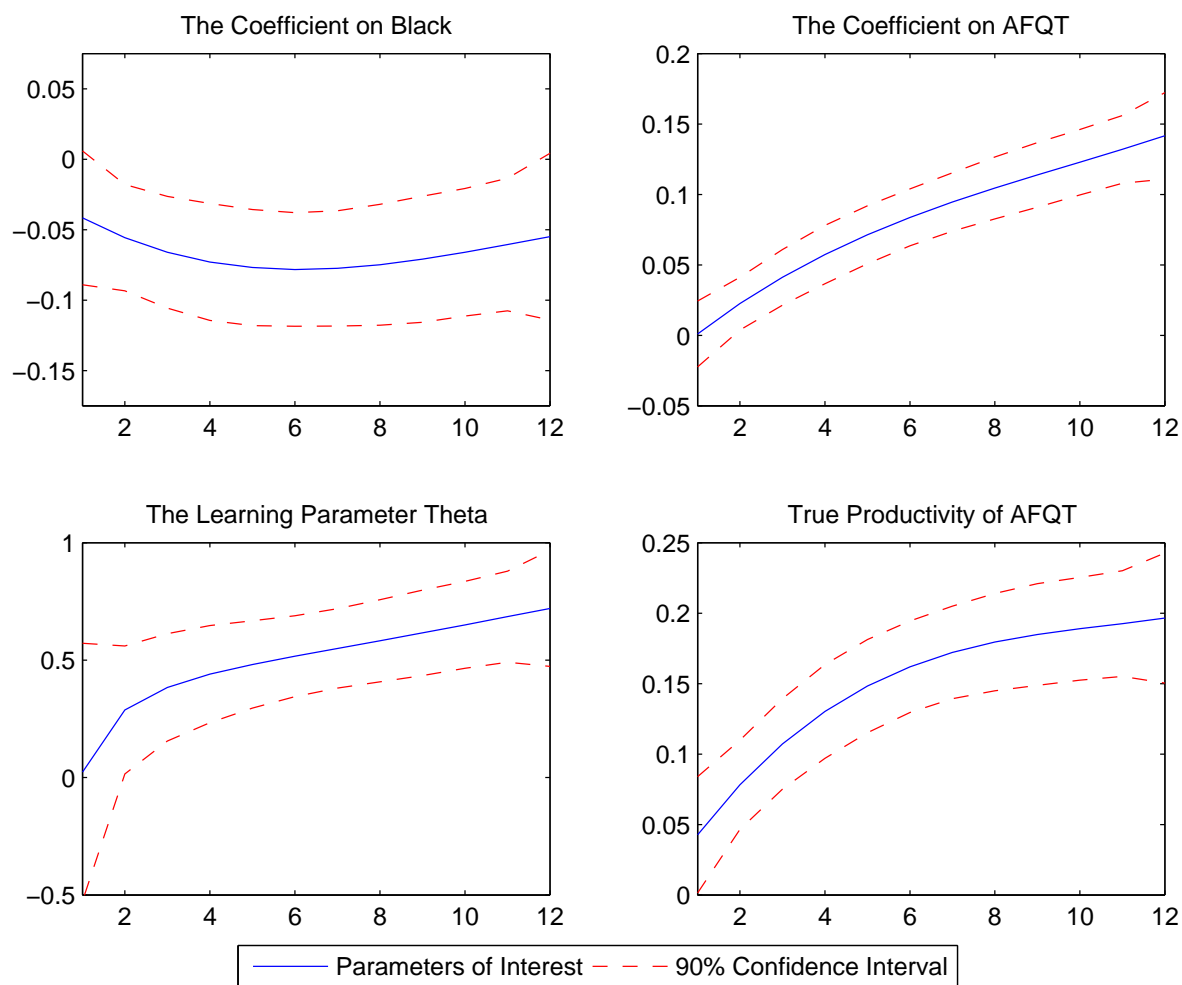 The Coefficient on Black
0.05
0
−0.05
−0.1
−0.15
2 4 6 8 10 12
The Coefficient on AFQT
0.2
0.15
0.1
0.05
0
−0.05
2 4 6 8 10 12
The Learning Parameter Theta
1
0.5
0
−0.5
2 4 6 8 10 12
True Productivity of AFQT
0.25
0.2
0.15
0.1
0.05
0
2 4 6 8 10 12
Parameters of Interest 90% Confidence Interval